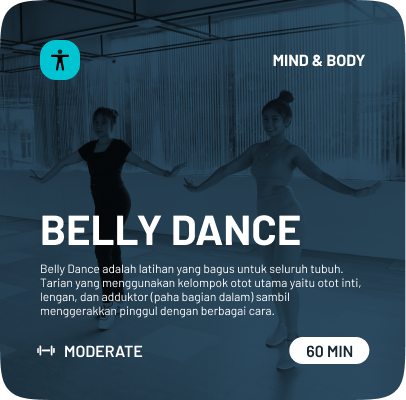 MIND & BODY
BELLY DANCE
Belly Dance adalah latihan yang bagus untuk seluruh tubuh.
Tarian yang menggunakan kelompok otot utama yaitu otot inti,
lengan, dan adduktor (paha bagian dalam) sambil
menggerakkan pinggul dengan berbagai cara.
MODERATE
60 MIN